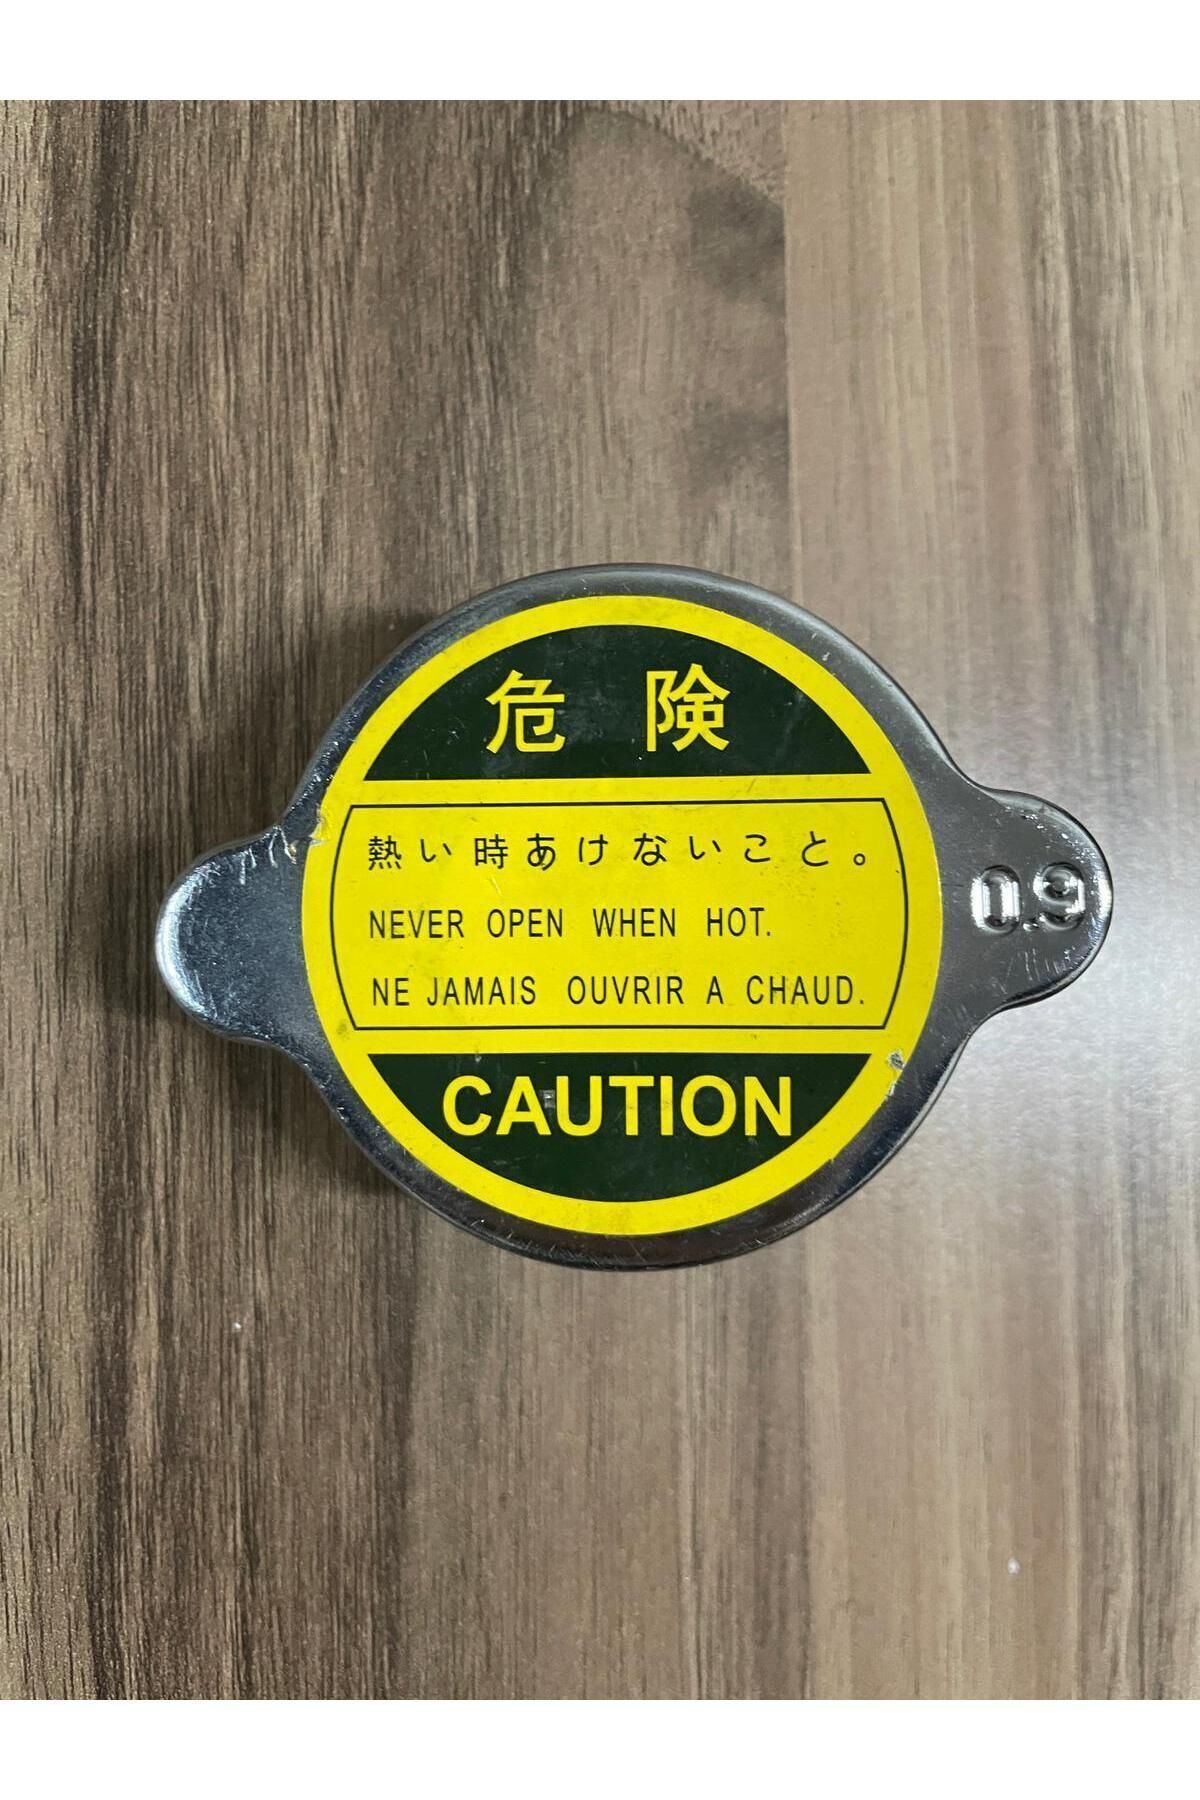 危険
熱い時あけないこと。
NEVER OPEN WHEN HOT.
NE JAMAIS OUVRIR A CHAUD.
0.9
CAUTION